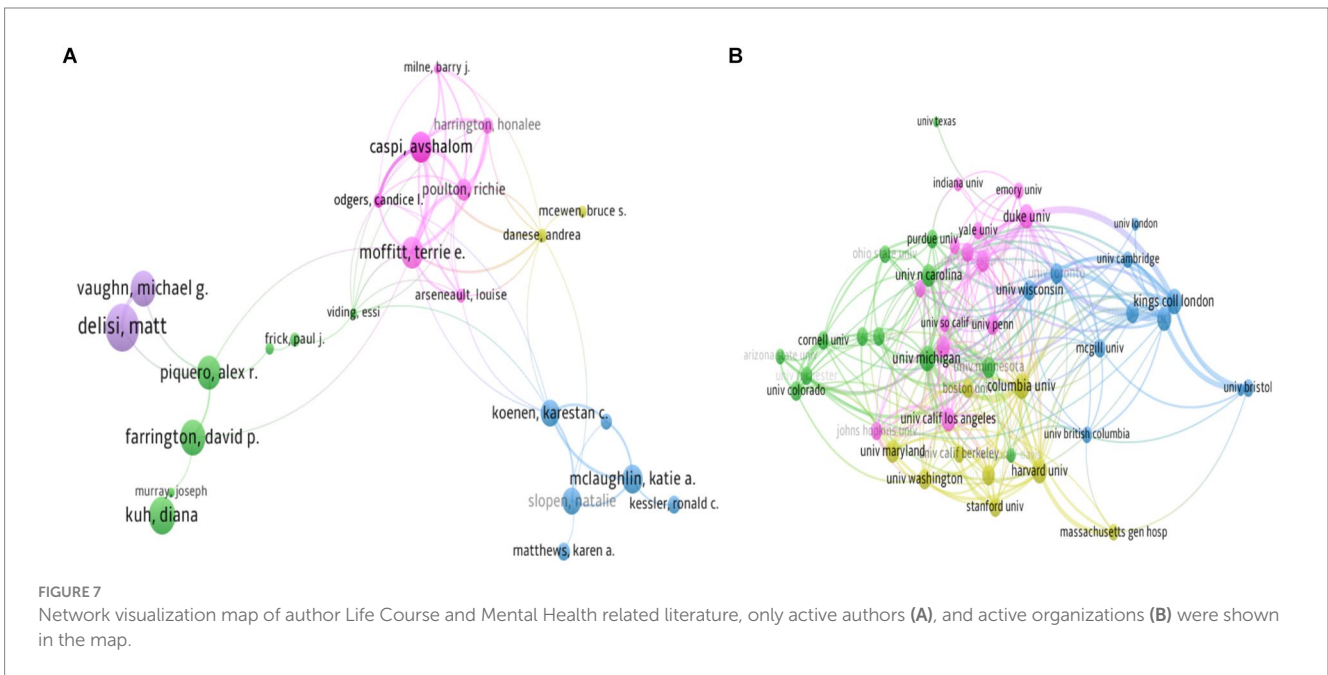 A
milne, barry j.
harrington, honalee
caspi, avshalom
odgers, candice l.
poulton, richie
mcewen, bruce s.
danese, andrea
moffitt, terrie e.
arseneault, louise
vaughn, michael g.
delisi, matt
viding, essi
frick, paul j.
piquero, alex r.
farrington, david p.
koenen, karestan c.
murray, joseph
kuh, diana
mclaughlin, katie a.
slopen, natalie
kessler, ronald c.
matthews, karen a.
B
univ texas
indiana univ
emory univ
duke univ
univ london
yale univ
purdue univ
ohio state univ
univ cambridge
univ n carolina
univ toronto
univ wisconsin
kings coll london
univ so calif
univ penn
cornell univ
mcgill univ
arizona state univ
univ michigan
univ minnesota
univ rochester
univ colorado
boston univ
columbia univ
univ bristol
univ calif los angeles
johns hopkins univ
univ british columbia
univ maryland
univ calif berkeley
univ washington
harvard univ
stanford univ
massachusetts gen hosp
FIGURE 7
Network visualization map of author Life Course and Mental Health related literature, only active authors (A), and active organizations (B) were shown
in the map.